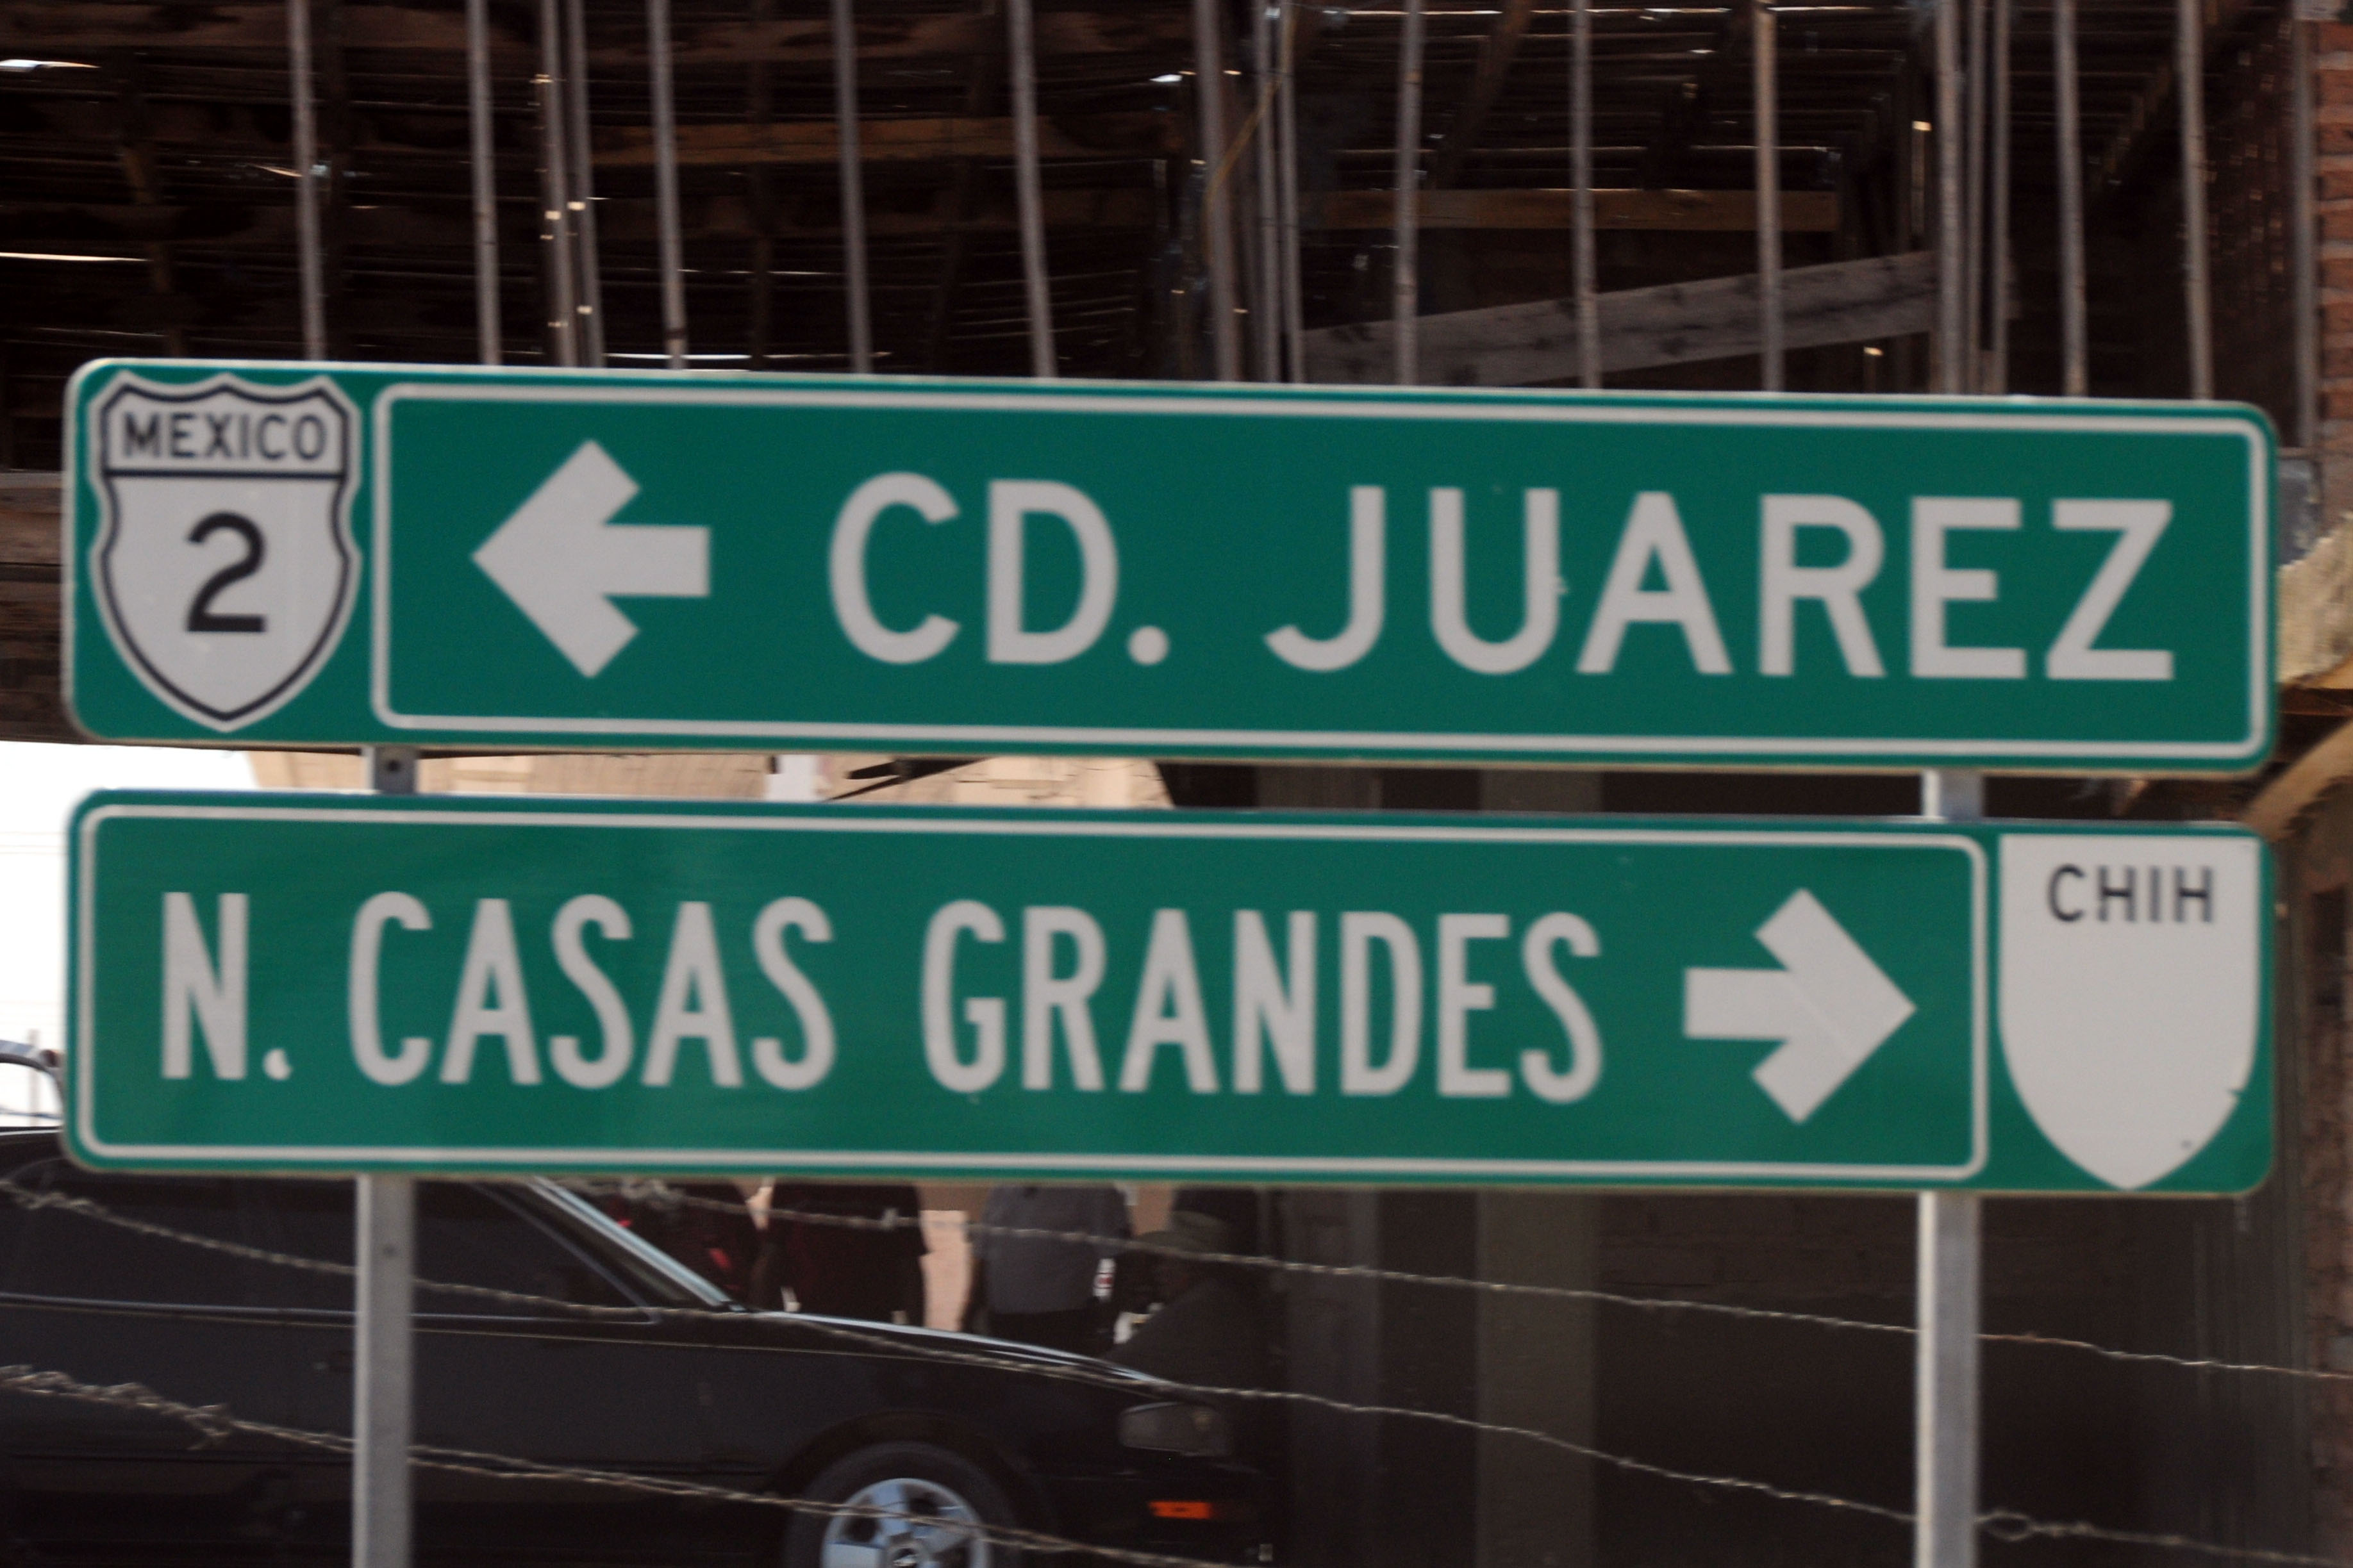 MEXICO
2
CD. JUAREZ
N. CASAS GRANDES
CHIH